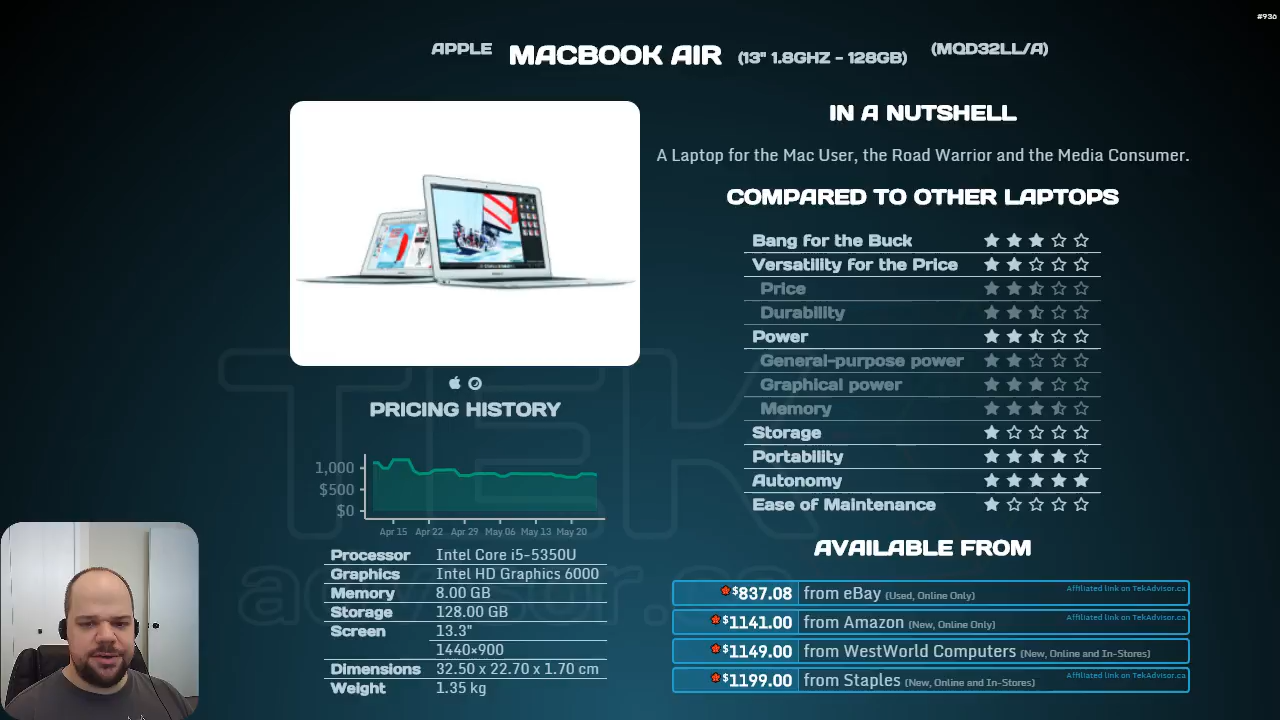 #936
APPLE MACBOOK AIR (13" 1.8GHZ - 128GB) (MQD32LL/A)
IN A NUTSHELL
A Laptop for the Mac User, the Road Warrior and the Media Consumer.
COMPARED TO OTHER LAPTOPS
Bang for the Buck
Versatility for the Price
Price
Durability
Power
General-purpose power
Graphical power
Memory
Storage
Portability
Autonomy
Ease of Maintenance
PRICING HISTORY
1,000
$500
$0
Apr 15 Apr 22 Apr 29 May 06 May 13 May 20
Processor Intel Core i5-5350U
Graphics Intel HD Graphics 6000
Memory 8.00 GB
Storage 128.00 GB
Screen 13.3"
1440×900
Dimensions 32.50 x 22.70 x 1.70 cm
Weight 1.35 kg
AVAILABLE FROM
$837.08 from eBay (Used, Online Only) Affiliated link on TekAdvisor.ca
$1141.00 from Amazon (New, Online Only) Affiliated link on TekAdvisor.ca
$1149.00 from WestWorld Computers (New, Online and In-Stores)
$1199.00 from Staples (New, Online and In-Stores) Affiliated link on TekAdvisor.ca